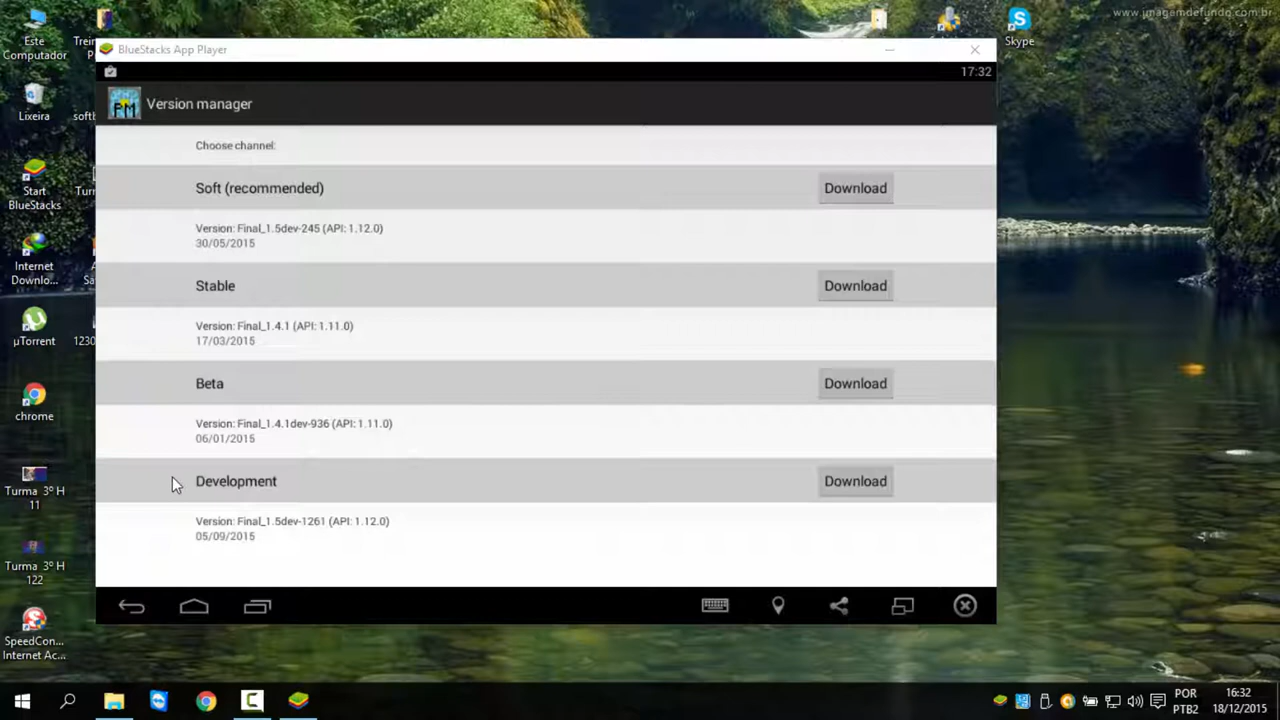 www.imagemdefundo.com.br
Este
Computador
Skype
BlueStacks App Player
17:32
PM
Version manager
Lixeira
Choose channel:
Soft (recommended)
Download
Version: Final_1.5dev-245 (API: 1.12.0)
30/05/2015
Start
BlueStacks
Stable
Download
Internet
Downlo...
Version: Final_1.4.1 (API: 1.11.0)
17/03/2015
µTorrent
Beta
Download
chrome
Version: Final_1.4.1dev-936 (API: 1.11.0)
06/01/2015
Development
Download
Turma 3º H
11
Version: Final_1.5dev-1261 (API: 1.12.0)
05/09/2015
Turma 3º H
122
SpeedCon...
Internet Ac...
POR
PTB2
16:32
18/12/2015